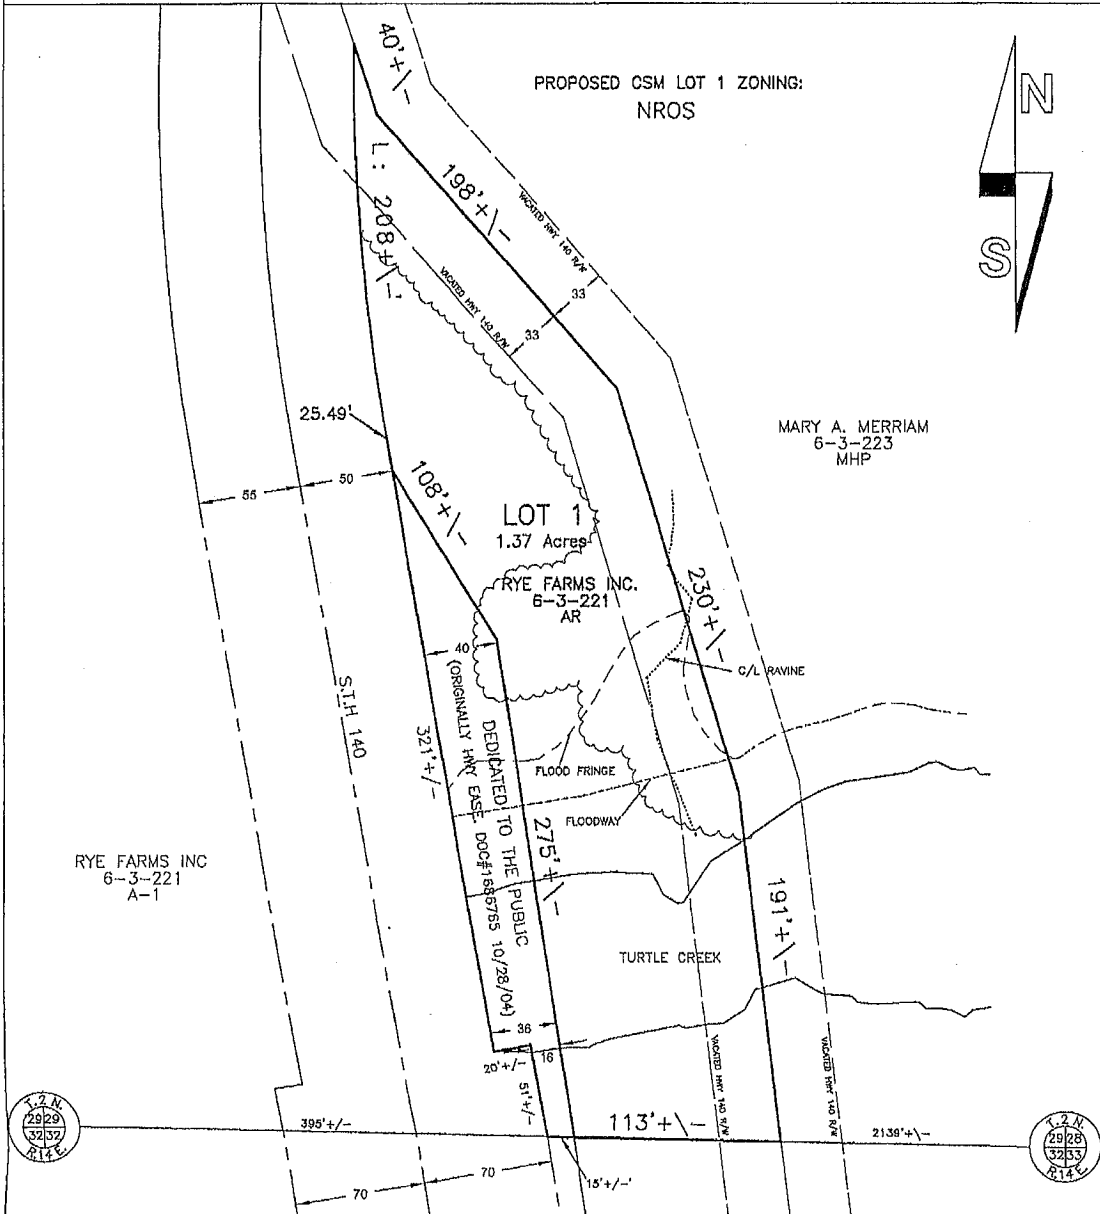 40'+\-
PROPOSED CSM LOT 1 ZONING:
NROS
N
S
L: 208+\-'
198'+\-
VACATED HWY 140 R/W
VACATED HWY 140 R/W
33
33
25.49'
108'+\-
55
50
MARY A. MERRIAM
6-3-223
MHP
LOT 1
1.37 Acres
RYE FARMS INC.
6-3-221
AR
230'+\-
40
C/L RAVINE
S.T.H. 140
321'+/-
DEDICATED TO THE PUBLIC
(ORIGINALLY HWY EASE. DOC#1656765 10/28/04)
FLOOD FRINGE
FLOODWAY
275'+\-
RYE FARMS INC
6-3-221
A-1
191'+\-
TURTLE CREEK
36
16
20'+/-
51'+/-
VACATED HWY 140 R/W
VACATED HWY 140 R/W
T.2 N.
29 29
32 32
R.14 E.
395'+/-
113'+\-
2139'+\-
T.2 N.
29 28
32 33
R.14 E.
70
70
15'+/-'